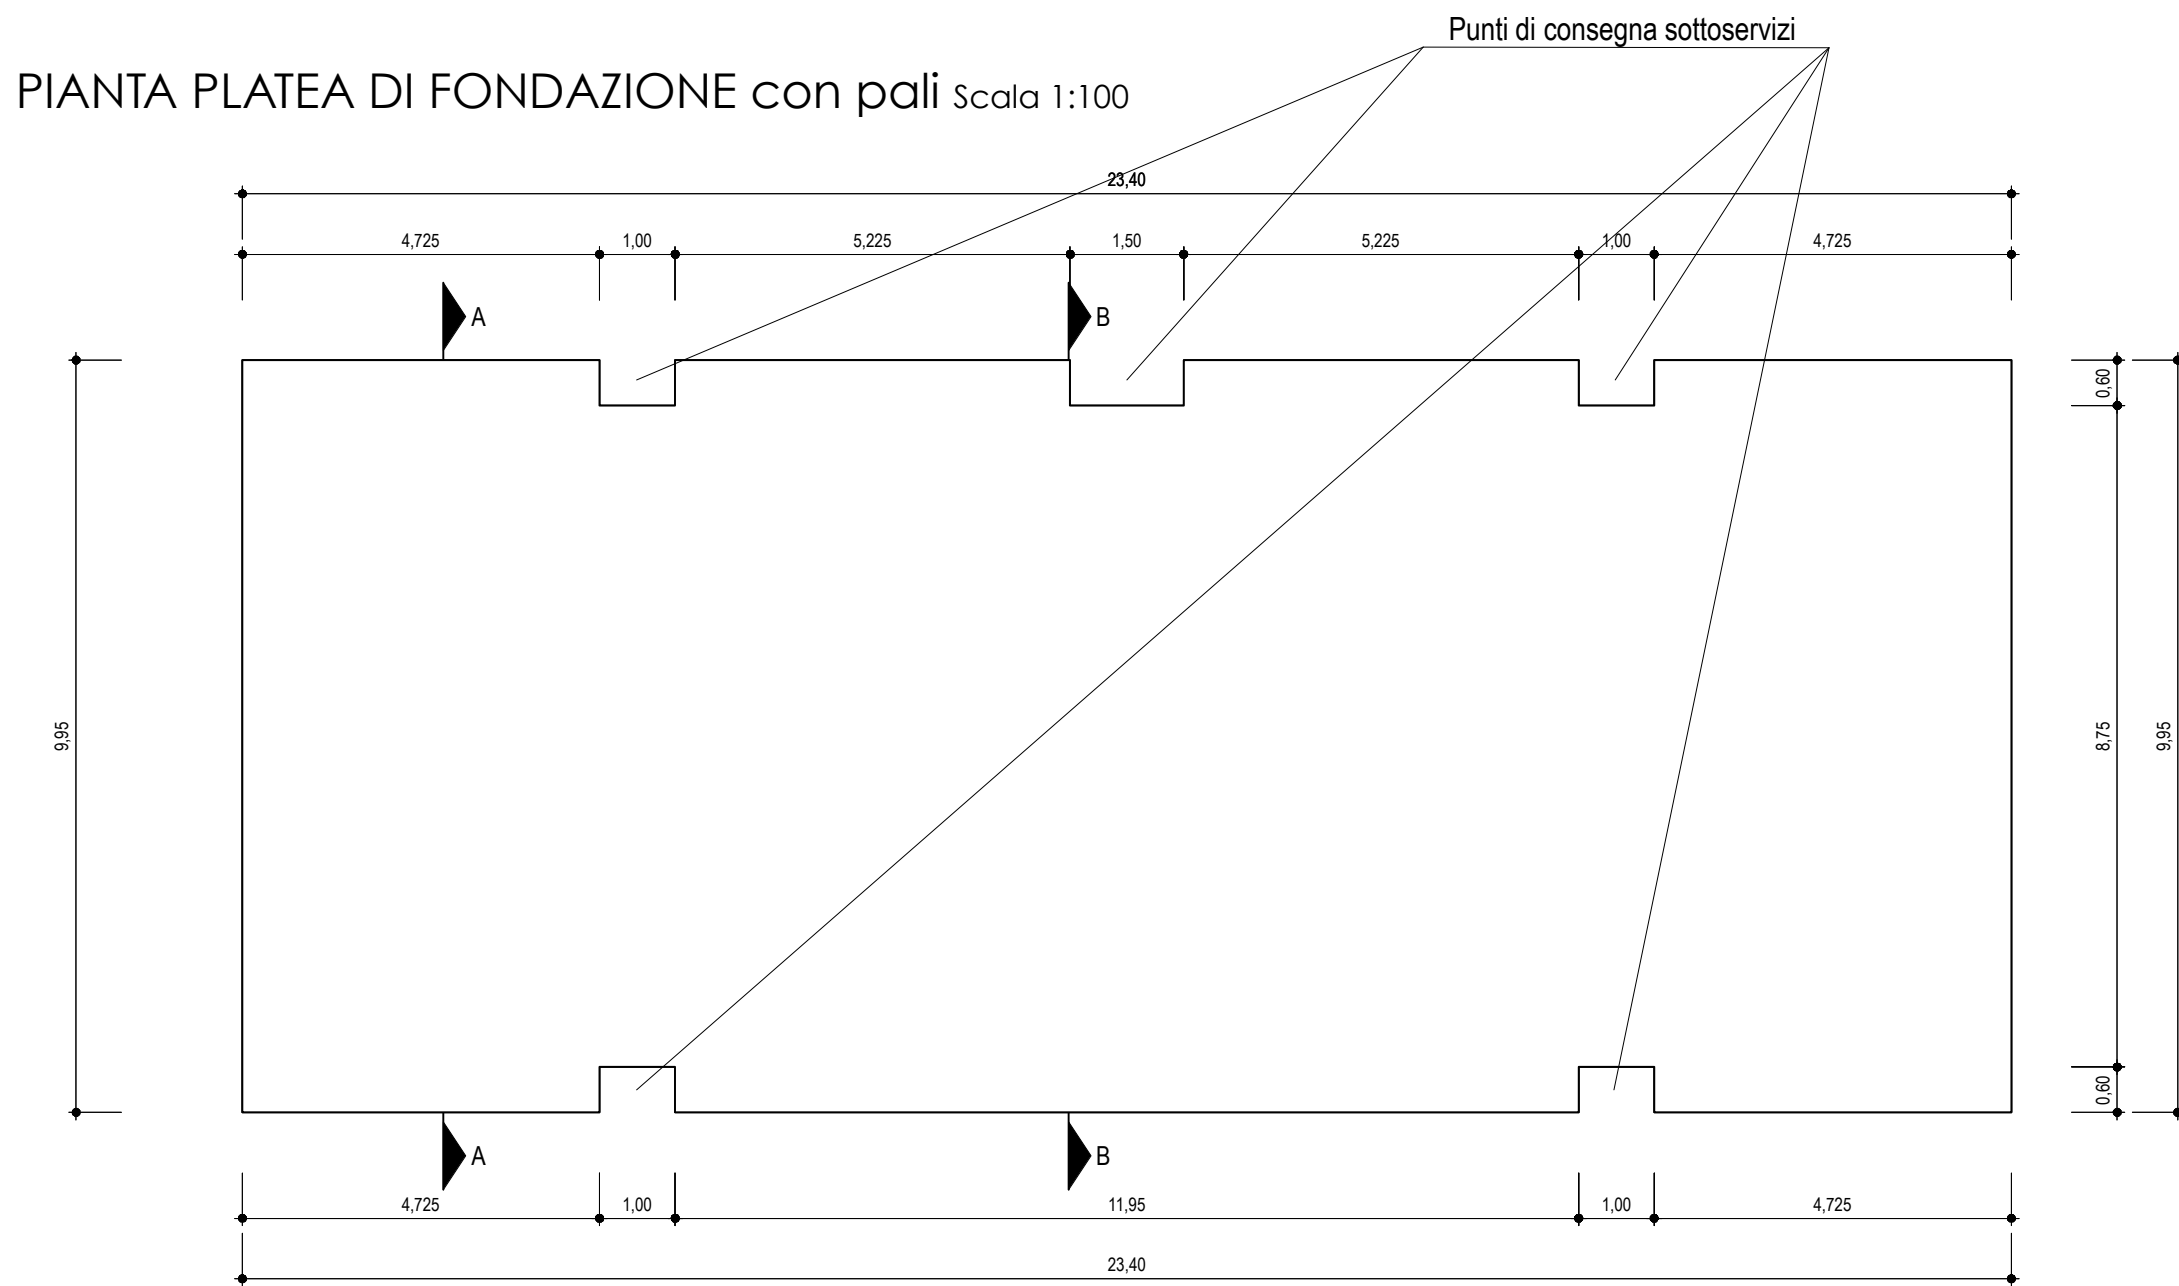 Punti di consegna sottoservizi
PIANTA PLATEA DI FONDAZIONE con pali Scala 1:100
23,40
4,725 1,00 5,225 1,50 5,225 1,00 4,725
A B
0,60
9,95 8,75 9,95
0,60
A B
4,725 1,00 11,95 1,00 4,725
23,40